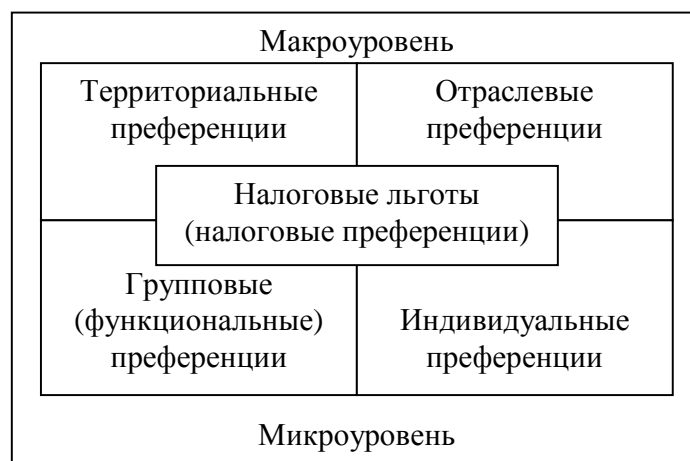 Макроуровень
Территориальные
преференции
Отраслевые
преференции
Налоговые льготы
(налоговые преференции)
Групповые
(функциональные)
преференции
Индивидуальные
преференции
Микроуровень